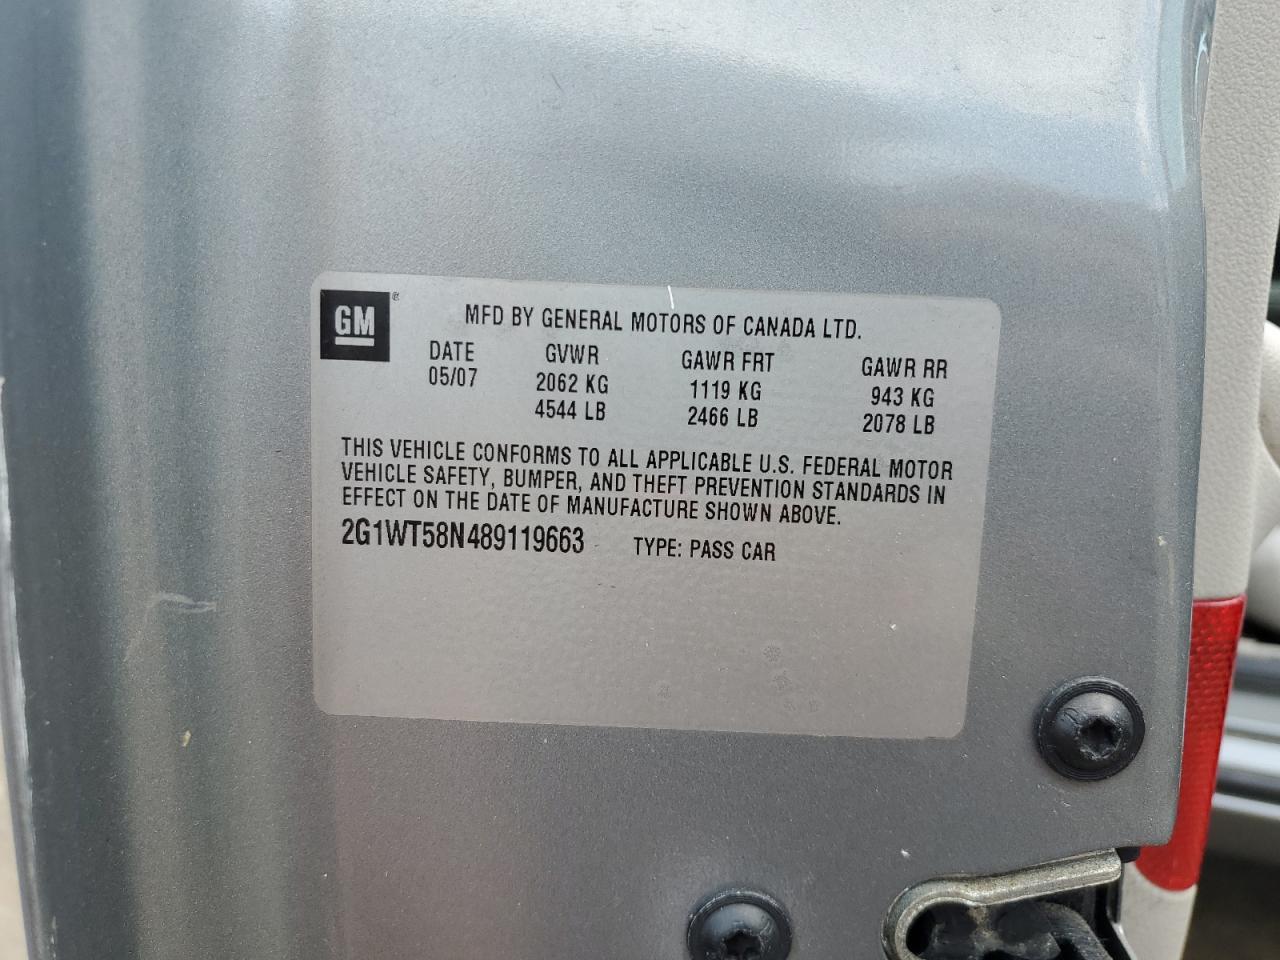 GM®
MFD BY GENERAL MOTORS OF CANADA LTD.
DATE GVWR GAWR FRT GAWR RR
05/07 2062 KG 1119 KG 943 KG
4544 LB 2466 LB 2078 LB
THIS VEHICLE CONFORMS TO ALL APPLICABLE U.S. FEDERAL MOTOR
VEHICLE SAFETY, BUMPER, AND THEFT PREVENTION STANDARDS IN
EFFECT ON THE DATE OF MANUFACTURE SHOWN ABOVE.
2G1WT58N489119663 TYPE: PASS CAR